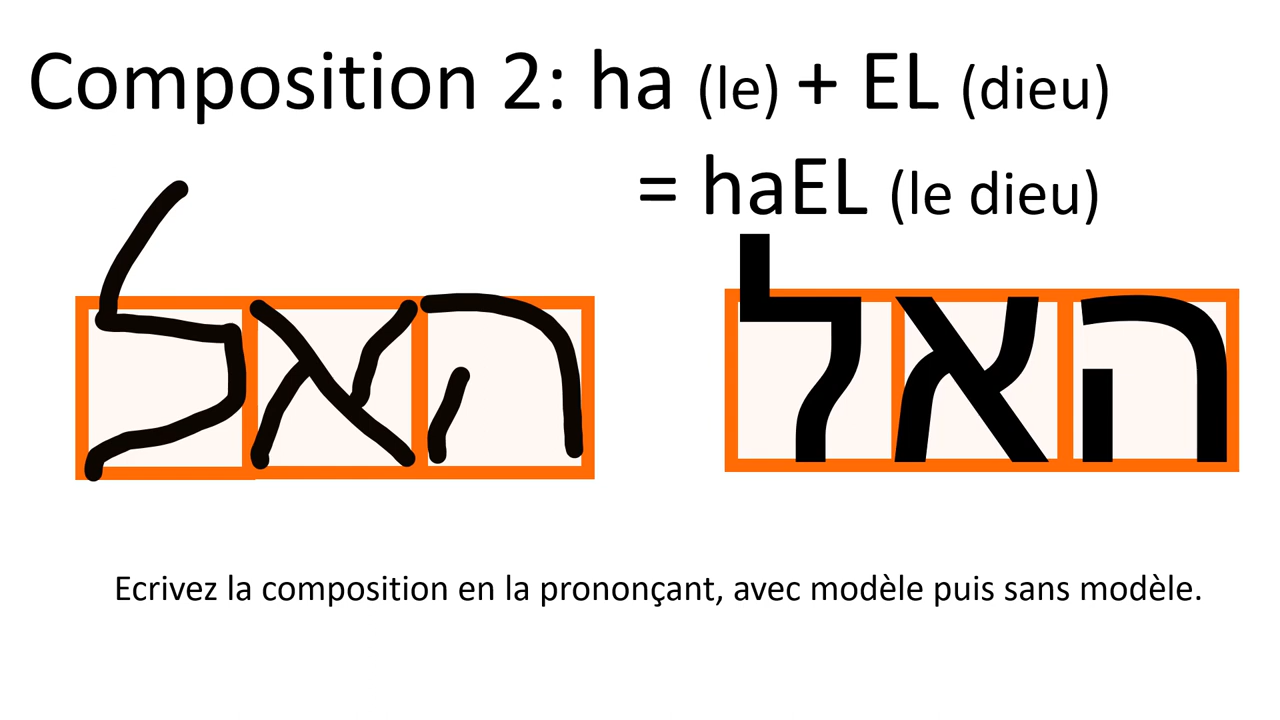 Composition 2: ha (le) + EL (dieu)
= haEL (le dieu)
האל האל
Ecrivez la composition en la prononçant, avec modèle puis sans modèle.